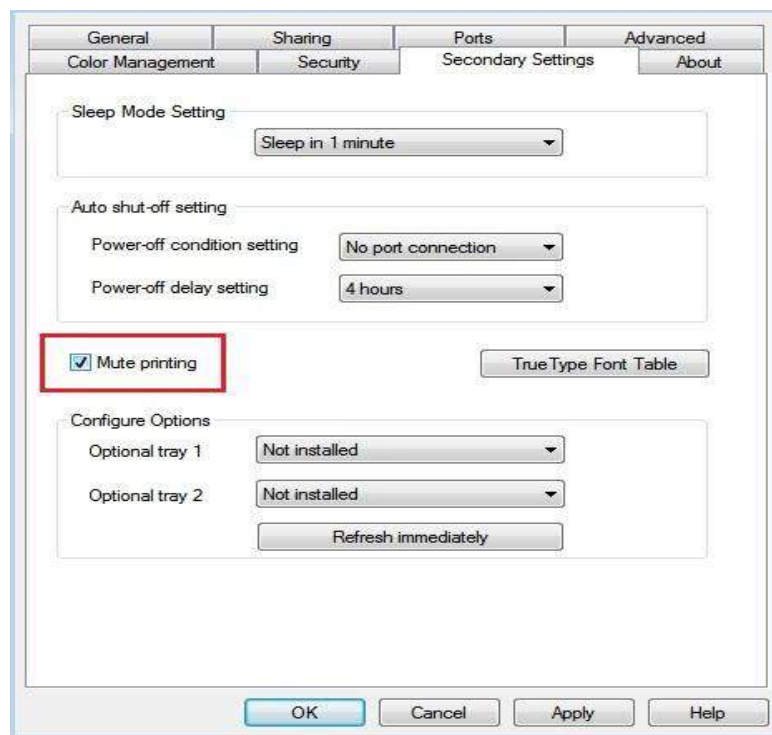 General Sharing Ports Advanced
Color Management Security Secondary Settings About
Sleep Mode Setting
Sleep in 1 minute
Auto shut-off setting
Power-off condition setting No port connection
Power-off delay setting 4 hours
Mute printing TrueType Font Table
Configure Options
Optional tray 1 Not installed
Optional tray 2 Not installed
Refresh immediately
OK Cancel Apply Help